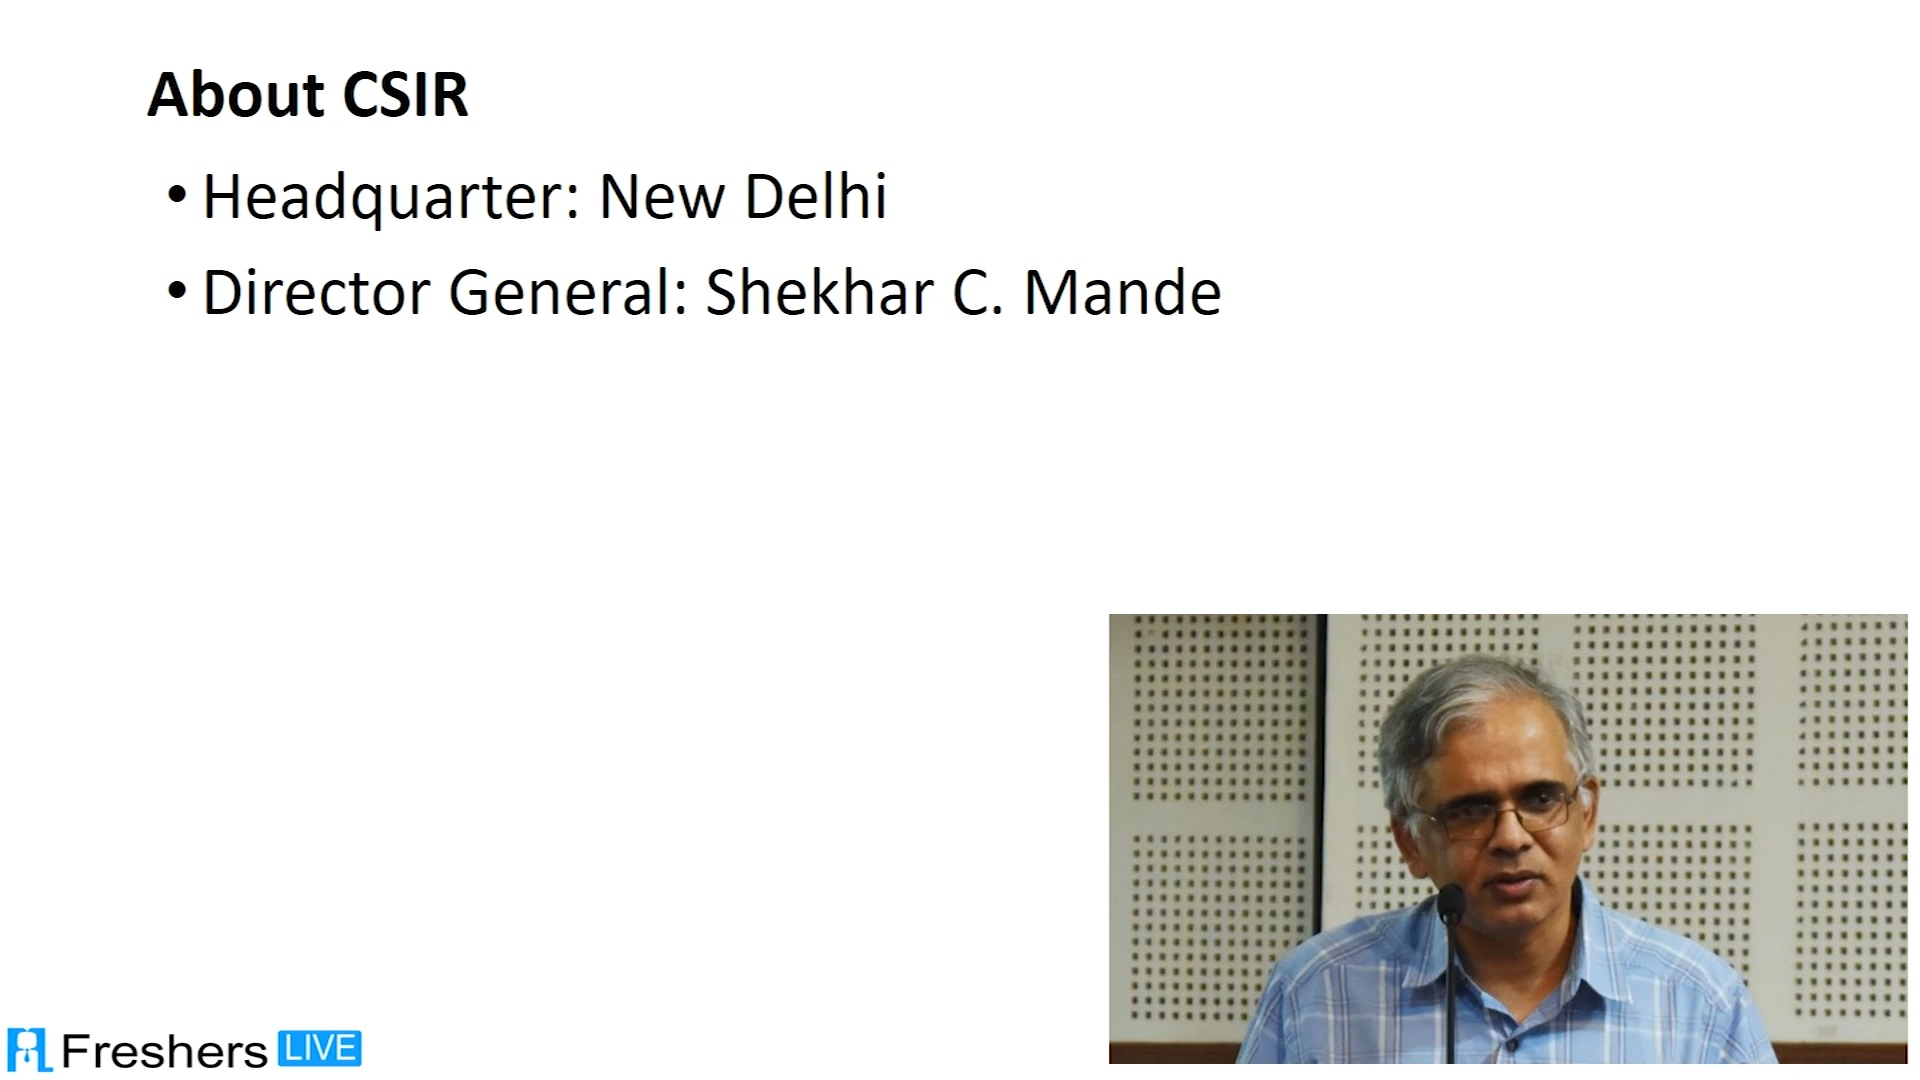 About CSIR
• Headquarter: New Delhi
• Director General: Shekhar C. Mande
Freshers LIVE